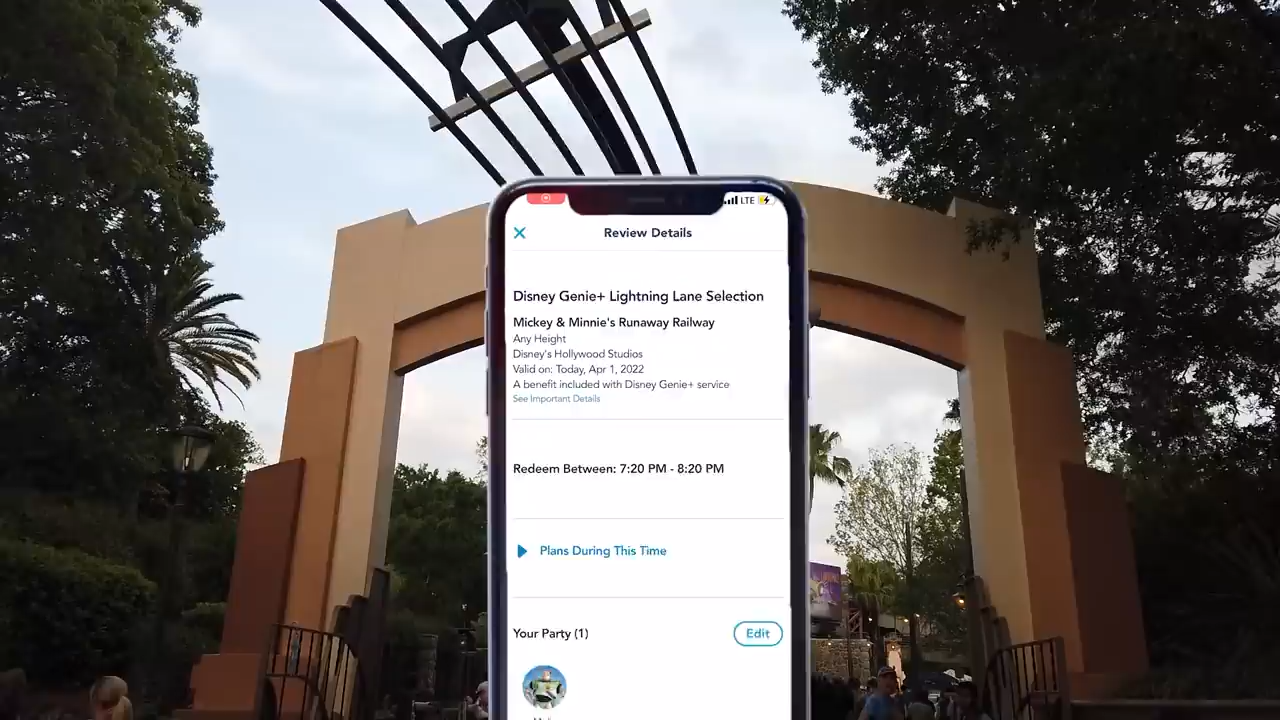 LTE
Review Details
Disney Genie+ Lightning Lane Selection
Mickey & Minnie's Runaway Railway
Any Height
Disney's Hollywood Studios
Valid on: Today, Apr 1, 2022
A benefit included with Disney Genie+ service
See Important Details
Redeem Between: 7:20 PM - 8:20 PM
Plans During This Time
Your Party (1)
Edit